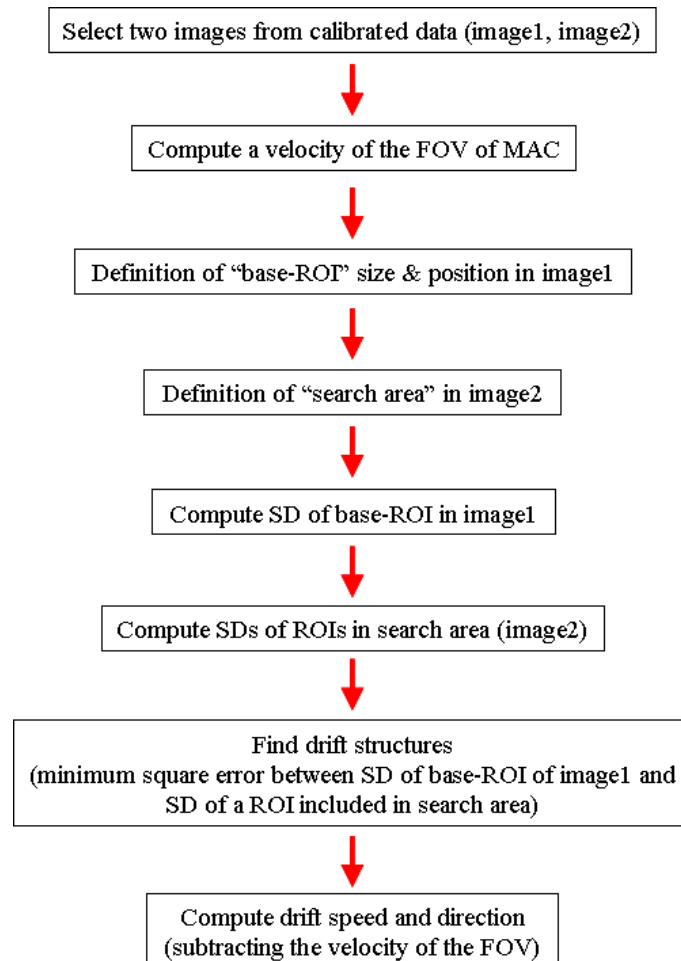 Select two images from calibrated data (image1, image2)
Compute a velocity of the FOV of MAC
Definition of “base-ROI” size & position in image1
Definition of “search area” in image2
Compute SD of base-ROI in image1
Compute SDs of ROIs in search area (image2)
Find drift structures
(minimum square error between SD of base-ROI of image1 and
SD of a ROI included in search area)
Compute drift speed and direction
(subtracting the velocity of the FOV)